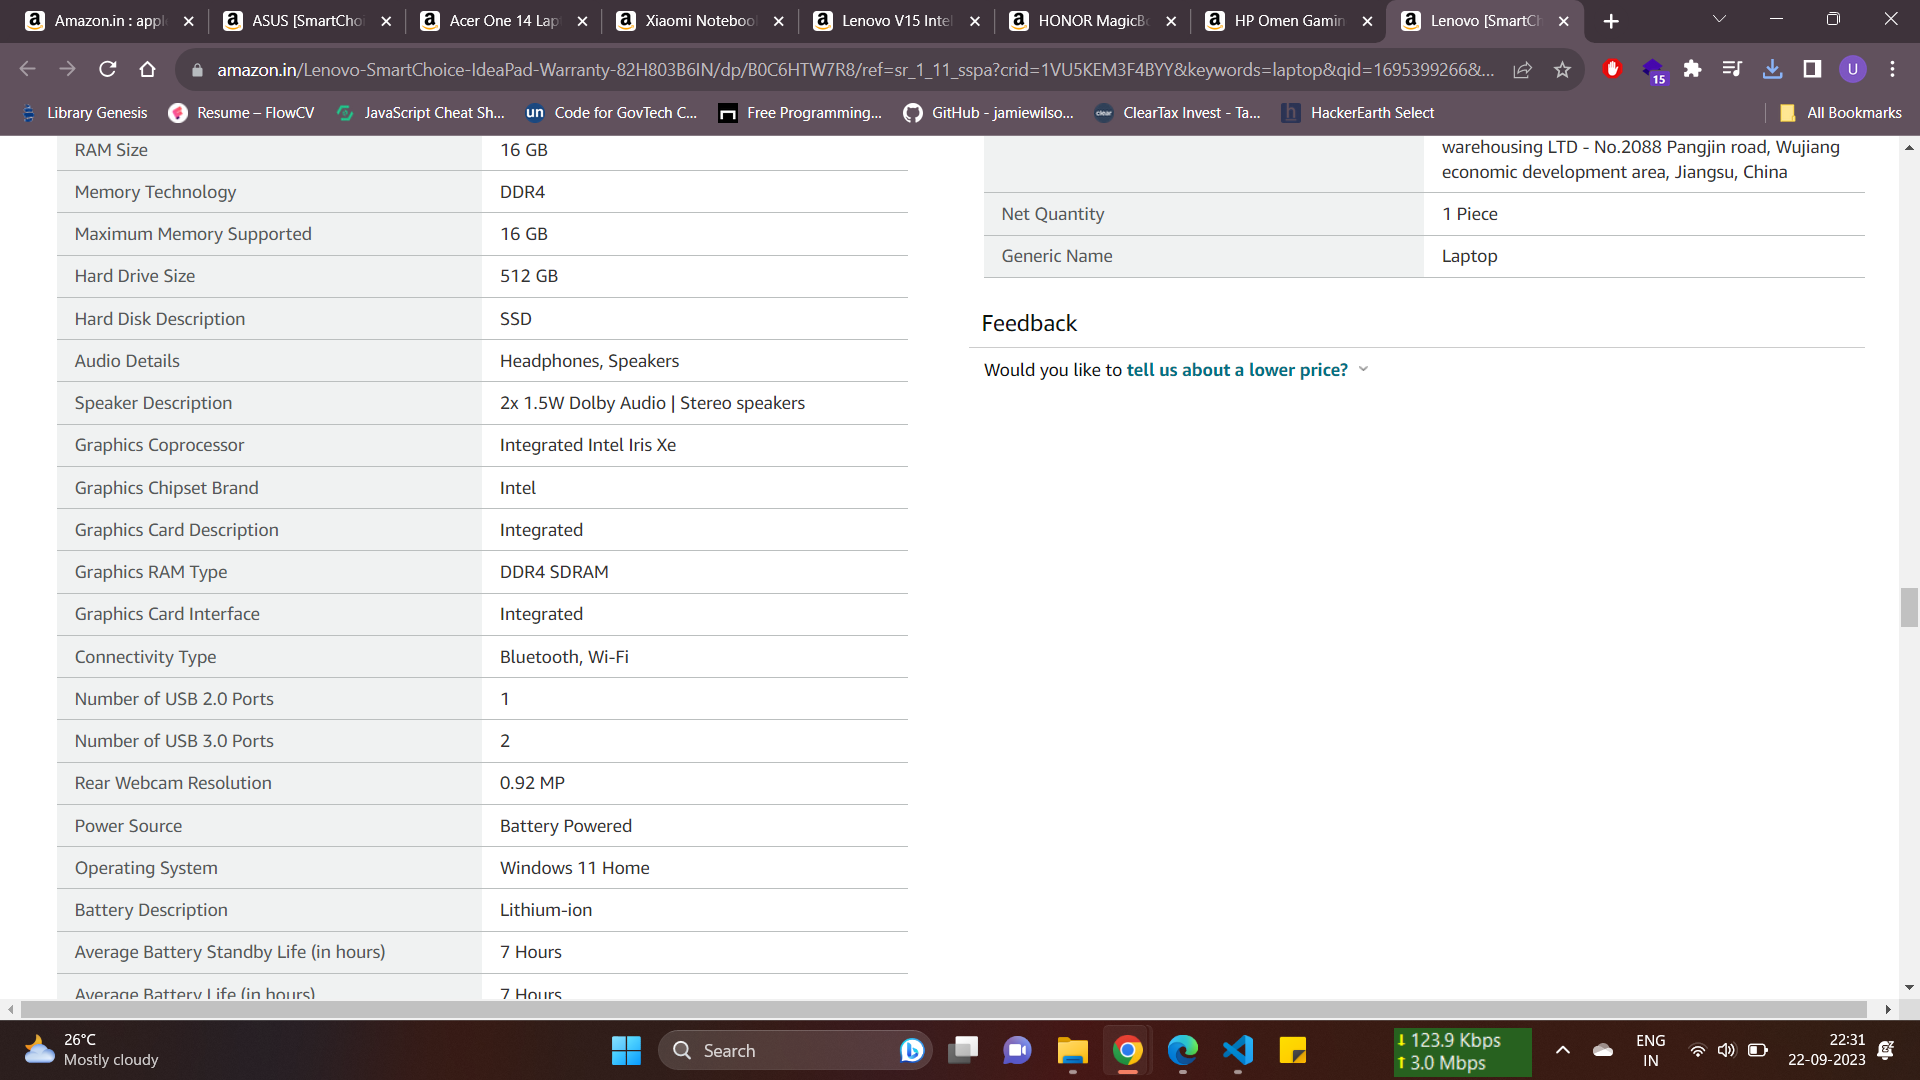 Amazon.in : appl
ASUS [SmartChoi
Acer One 14 Lap
Xiaomi Noteboo
Lenovo V15 Intel
HONOR MagicBo
HP Omen Gamin
Lenovo [SmartCh
amazon.in/Lenovo-SmartChoice-IdeaPad-Warranty-82H803B6IN/dp/B0C6HTW7R8/ref=sr_1_11_sspa?crid=1VU5KEM3F4BYY&keywords=laptop&qid=1695399266&...
15
U
Library Genesis
Resume – FlowCV
JavaScript Cheat Sh...
un Code for GovTech C...
Free Programming...
GitHub - jamiewilso...
clear ClearTax Invest - Ta...
h HackerEarth Select
All Bookmarks
RAM Size 16 GB
Memory Technology DDR4
Maximum Memory Supported 16 GB
Hard Drive Size 512 GB
Hard Disk Description SSD
Audio Details Headphones, Speakers
Speaker Description 2x 1.5W Dolby Audio | Stereo speakers
Graphics Coprocessor Integrated Intel Iris Xe
Graphics Chipset Brand Intel
Graphics Card Description Integrated
Graphics RAM Type DDR4 SDRAM
Graphics Card Interface Integrated
Connectivity Type Bluetooth, Wi-Fi
Number of USB 2.0 Ports 1
Number of USB 3.0 Ports 2
Rear Webcam Resolution 0.92 MP
Power Source Battery Powered
Operating System Windows 11 Home
Battery Description Lithium-ion
Average Battery Standby Life (in hours) 7 Hours
Average Battery Life (in hours) 7 Hours
warehousing LTD - No.2088 Pangjin road, Wujiang
economic development area, Jiangsu, China
Net Quantity 1 Piece
Generic Name Laptop
Feedback
Would you like to tell us about a lower price?
26°C
Mostly cloudy
Search
123.9 Kbps
3.0 Mbps
ENG
IN
22:31
22-09-2023